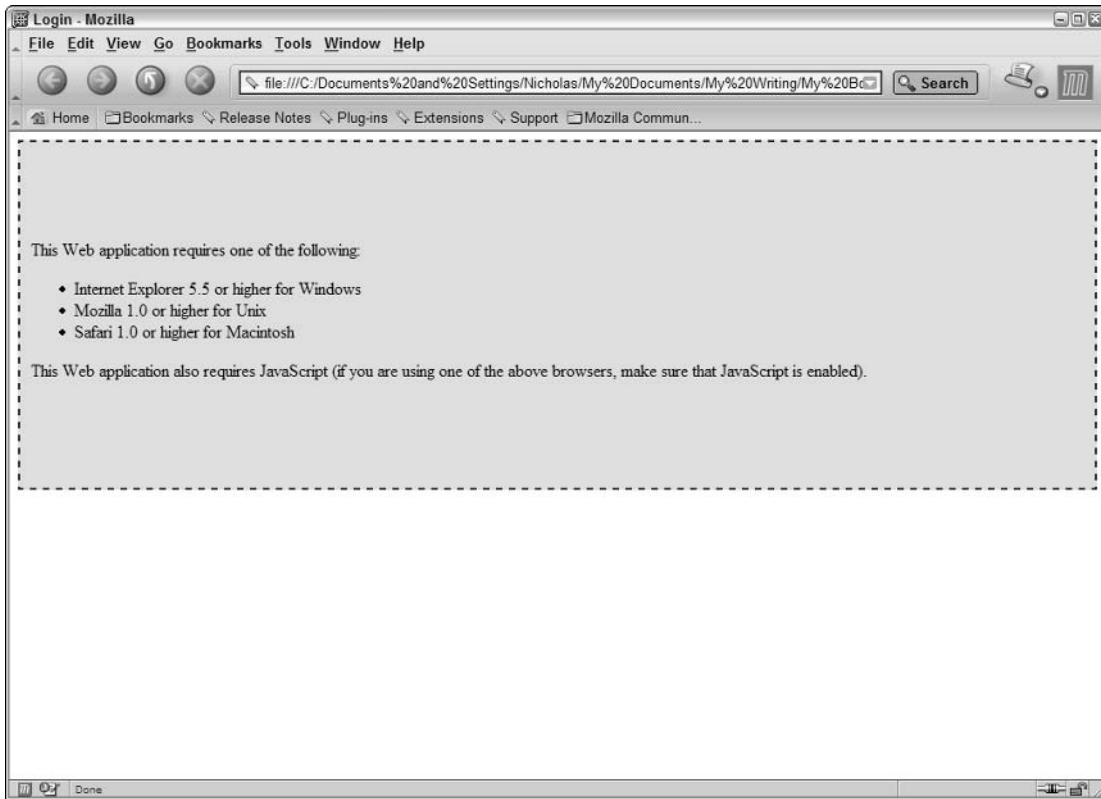 Login - Mozilla
File Edit View Go Bookmarks Tools Window Help
file:///C:/Documents%20and%20Settings/Nicholas/My%20Documents/My%20Writing/My%20Bo
Search
Home Bookmarks Release Notes Plug-ins Extensions Support Mozilla Commun...
This Web application requires one of the following:
• Internet Explorer 5.5 or higher for Windows
• Mozilla 1.0 or higher for Unix
• Safari 1.0 or higher for Macintosh
This Web application also requires JavaScript (if you are using one of the above browsers, make sure that JavaScript is enabled).
Done